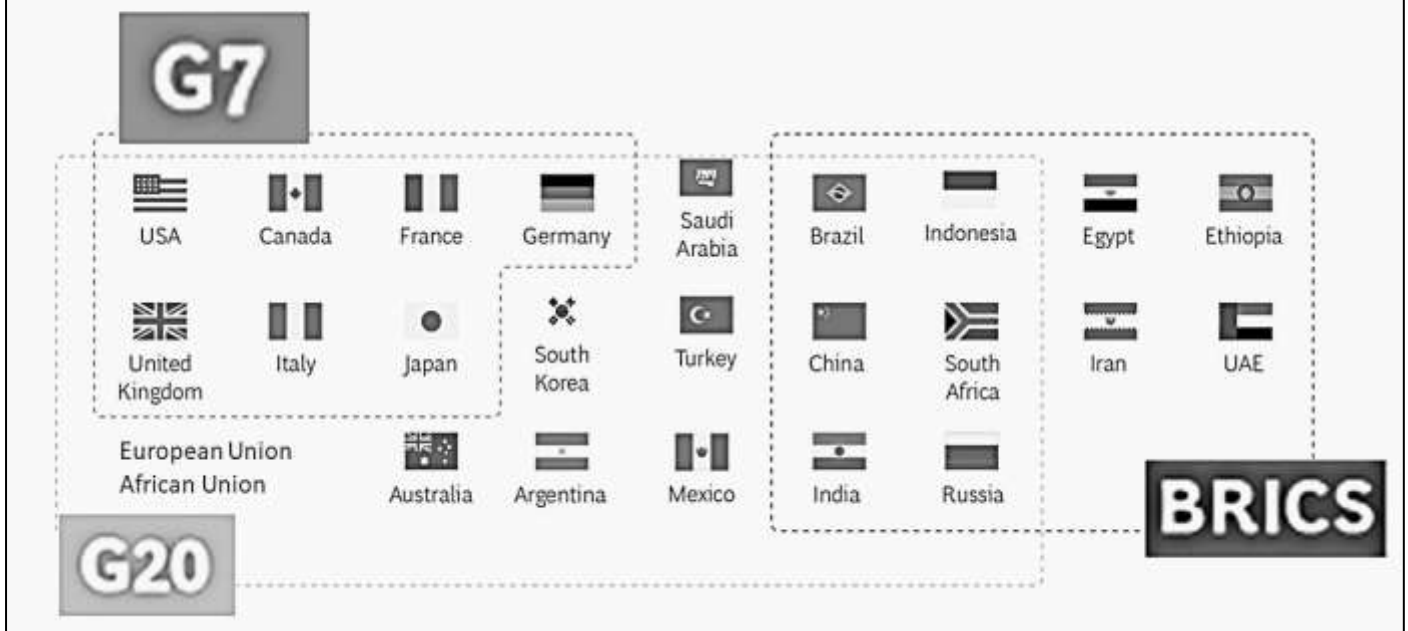 G7
USA
Canada
France
Germany
Saudi
Arabia
Brazil
Indonesia
Egypt
Ethiopia
United
Kingdom
Italy
Japan
South
Korea
Turkey
China
South
Africa
Iran
UAE
European Union
African Union
Australia
Argentina
Mexico
India
Russia
BRICS
G20